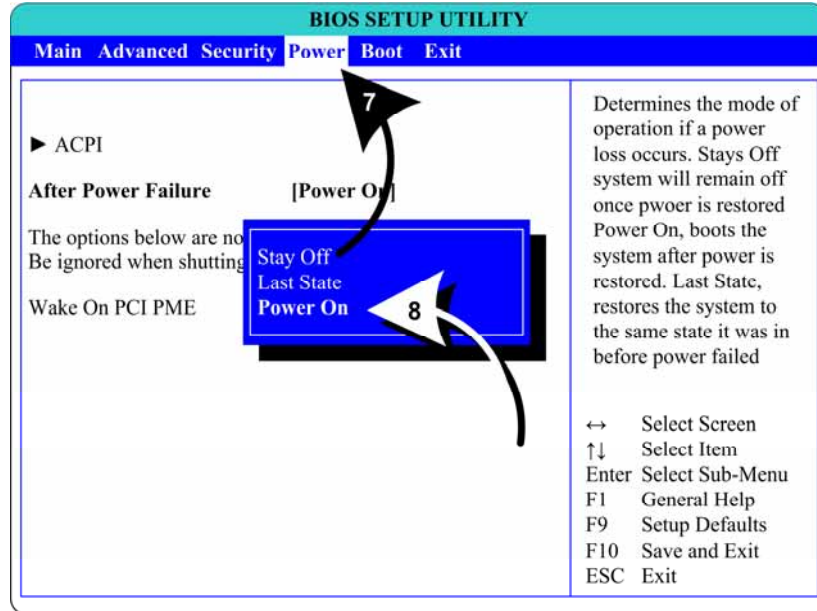 BIOS SETUP UTILITY
Main Advanced Security Power Boot Exit
7
► ACPI
After Power Failure [Power On]
The options below are no
Be ignored when shutting
Wake On PCI PME
Stay Off
Last State
Power On
8
Determines the mode of
operation if a power
loss occurs. Stays Off
system will remain off
once pwoer is restored
Power On, boots the
system after power is
restored. Last State,
restores the system to
the same state it was in
before power failed
↔ Select Screen
↑↓ Select Item
Enter Select Sub-Menu
F1 General Help
F9 Setup Defaults
F10 Save and Exit
ESC Exit